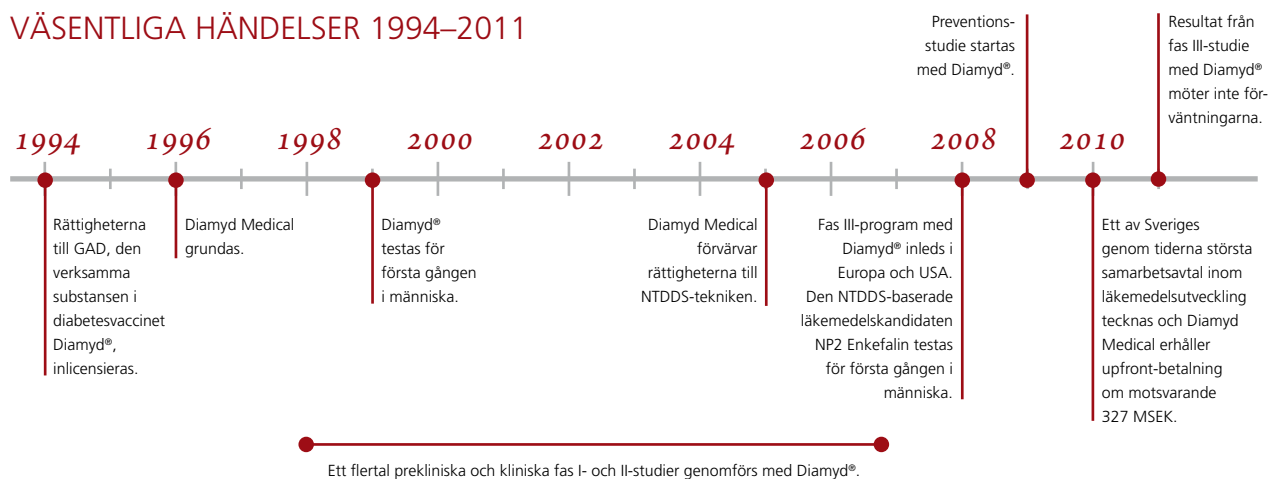 VÄSENTLIGA HÄNDELSER 1994–2011
Preventions-
studie startas
med Diamyd®.
Resultat från
fas III-studie
med Diamyd®
möter inte för-
väntningarna.
1994 1996 1998 2000 2002 2004 2006 2008 2010
Rättigheterna
till GAD, den
verksamma
substansen i
diabetesvaccinet
Diamyd®,
inlicensieras.
Diamyd Medical
grundas.
Diamyd®
testas för
första gången
i människa.
Diamyd Medical
förvärvar
rättigheterna till
NTDDS-tekniken.
Fas III-program med
Diamyd® inleds i
Europa och USA.
Den NTDDS-baserade
läkemedelskandidaten
NP2 Enkefalin testas
för första gången i
människa.
Ett av Sveriges
genom tiderna största
samarbetsavtal inom
läkemedelsutveckling
tecknas och Diamyd
Medical erhåller
upfront-betalning
om motsvarande
327 MSEK.
Ett flertal prekliniska och kliniska fas I- och II-studier genomförs med Diamyd®.